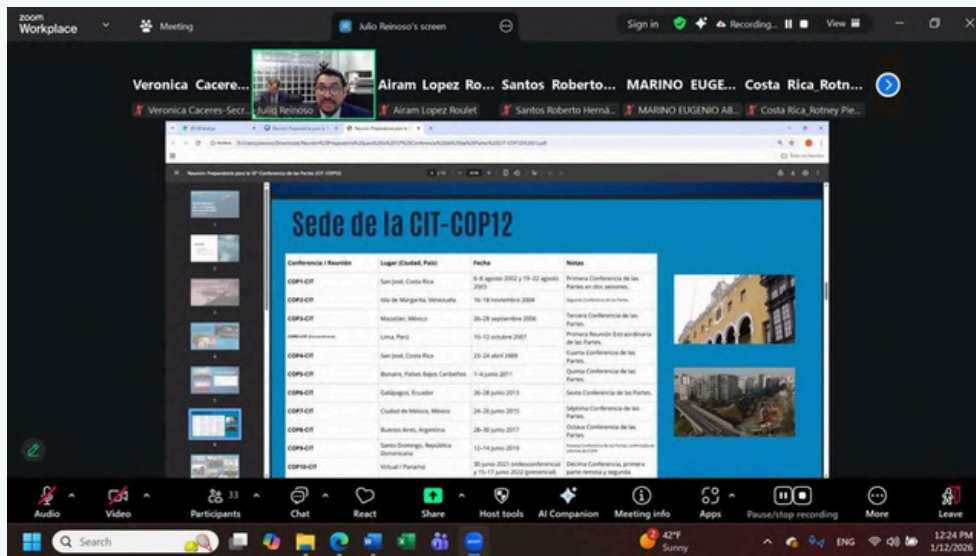 zoom
Workplace
Meeting
Julio Reinoso's screen
Sign in
Recording...
View
Veronica Cacere...
Airam Lopez Ro...
Santos Roberto...
MARINO EUGE...
Costa Rica_Rotn...
Veronica Caceres-Secr...
Julio Reinoso
Airam Lopez Roulet
Santos Roberto Herná...
MARINO EUGENIO AB...
Costa Rica_Rotney Pie...
Sede de la CIT-COP12
Conferencia / Reunión Lugar (Ciudad, País) Fecha Notas
COP1-CIT San José, Costa Rica 6-8 agosto 2002 y 19-22 agosto 2003 Primera Conferencia de las Partes en dos sesiones.
COP2-CIT Isla de Margarita, Venezuela 16-18 noviembre 2004 Segunda Conferencia de las Partes.
COP3-CIT Mazatlán, México 26-28 septiembre 2006 Tercera Conferencia de las Partes.
Lima, Perú 10-12 octubre 2007 Primera Reunión Extraordinaria de las Partes.
COP4-CIT San José, Costa Rica 23-24 abril 2009 Cuarta Conferencia de las Partes.
COP5-CIT Bonaire, Países Bajos Caribeños 1-4 junio 2011 Quinta Conferencia de las Partes.
COP6-CIT Galápagos, Ecuador 26-28 junio 2013 Sexta Conferencia de las Partes.
COP7-CIT Ciudad de México, México 24-26 junio 2015 Séptima Conferencia de las Partes.
COP8-CIT Buenos Aires, Argentina 28-30 junio 2017 Octava Conferencia de las Partes.
COP9-CIT Santo Domingo, República Dominicana 12-14 junio 2019
COP10-CIT Virtual / Panamá 30 junio 2021 (videoconferencia) y 15-17 junio 2022 (presencial) Décima Conferencia, primera parte remota y segunda
Audio
Video
33
Participants
Chat
React
Share
Host tools
AI Companion
Meeting info
Apps
Pause/stop recording
More
Leave
Search
42°F
Sunny
ENG
12:24 PM
1/12/2026